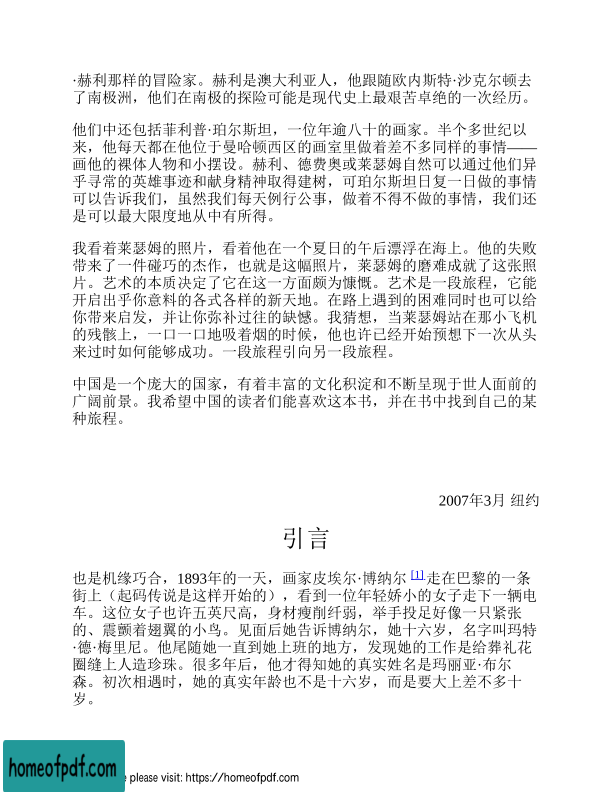 ·赫利那样的冒险家。赫利是澳大利亚人，他跟随欧内斯特·沙克尔顿去
了南极洲，他们在南极的探险可能是现代史上最艰苦卓绝的一次经历。
他们中还包括菲利普·珀尔斯坦，一位年逾八十的画家。半个多世纪以
来，他每天都在他位于曼哈顿西区的画室里做着差不多同样的事情——
画他的裸体人物和小摆设。赫利、德费奥或莱瑟姆自然可以通过他们异
乎寻常的英雄事迹和献身精神取得建树，可珀尔斯坦日复一日做的事情
可以告诉我们，虽然我们每天例行公事，做着不得不做的事情，我们还
是可以最大限度地从中有所得。
我看着莱瑟姆的照片，看着他在一个夏日的午后漂浮在海上。他的失败
带来了一件碰巧的杰作，也就是这幅照片，莱瑟姆的磨难成就了这张照
片。艺术的本质决定了它在这一方面颇为慷慨。艺术是一段旅程，它能
开启出乎你意料的各式各样的新天地。在路上遇到的困难同时也可以给
你带来启发，并让你弥补过往的缺憾。我猜想，当莱瑟姆站在那小飞机
的残骸上，一口一口地吸着烟的时候，他也许已经开始预想下一次从头
来过时如何能够成功。一段旅程引向另一段旅程。
中国是一个庞大的国家，有着丰富的文化积淀和不断呈现于世人面前的
广阔前景。我希望中国的读者们能喜欢这本书，并在书中找到自己的某
种旅程。
2007年3月 纽约
引言
也是机缘巧合，1893年的一天，画家皮埃尔·博纳尔 [1] 走在巴黎的一条
街上（起码传说是这样开始的），看到一位年轻娇小的女子走下一辆电
车。这位女子也许五英尺高，身材瘦削纤弱，举手投足好像一只紧张
的、震颤着翅翼的小鸟。见面后她告诉博纳尔，她十六岁，名字叫玛特
·德·梅里尼。他尾随她一直到她上班的地方，发现她的工作是给葬礼花
圈缝上人造珍珠。很多年后，他才得知她的真实姓名是玛丽亚·布尔
森。初次相遇时，她的真实年龄也不是十六岁，而是要大上差不多十
岁。
homeofpdf.com
e please visit: https://homeofpdf.com